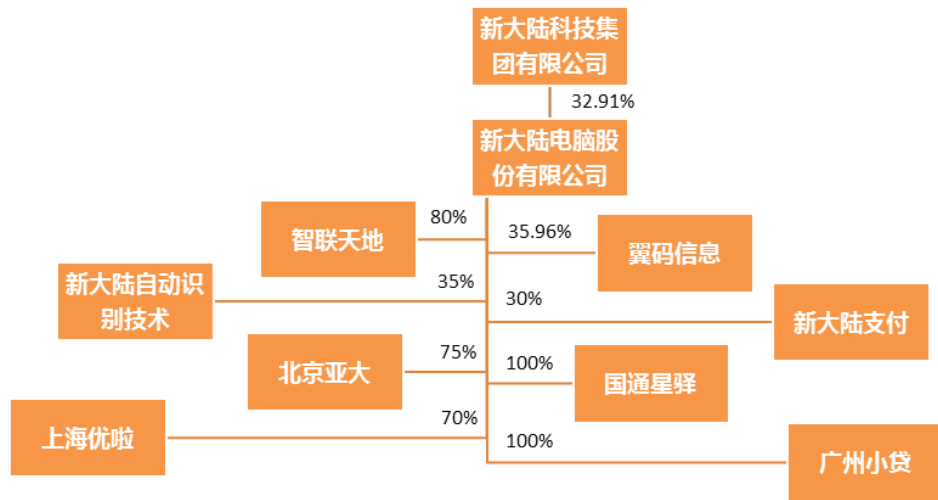 新大陆科技集
团有限公司
32.91%
新大陆电脑股
份有限公司
80%
智联天地
35.96%
翼码信息
35%
新大陆自动识
别技术
30%
新大陆支付
75%
北京亚大
100%
国通星驿
70%
上海优啦
100%
广州小贷